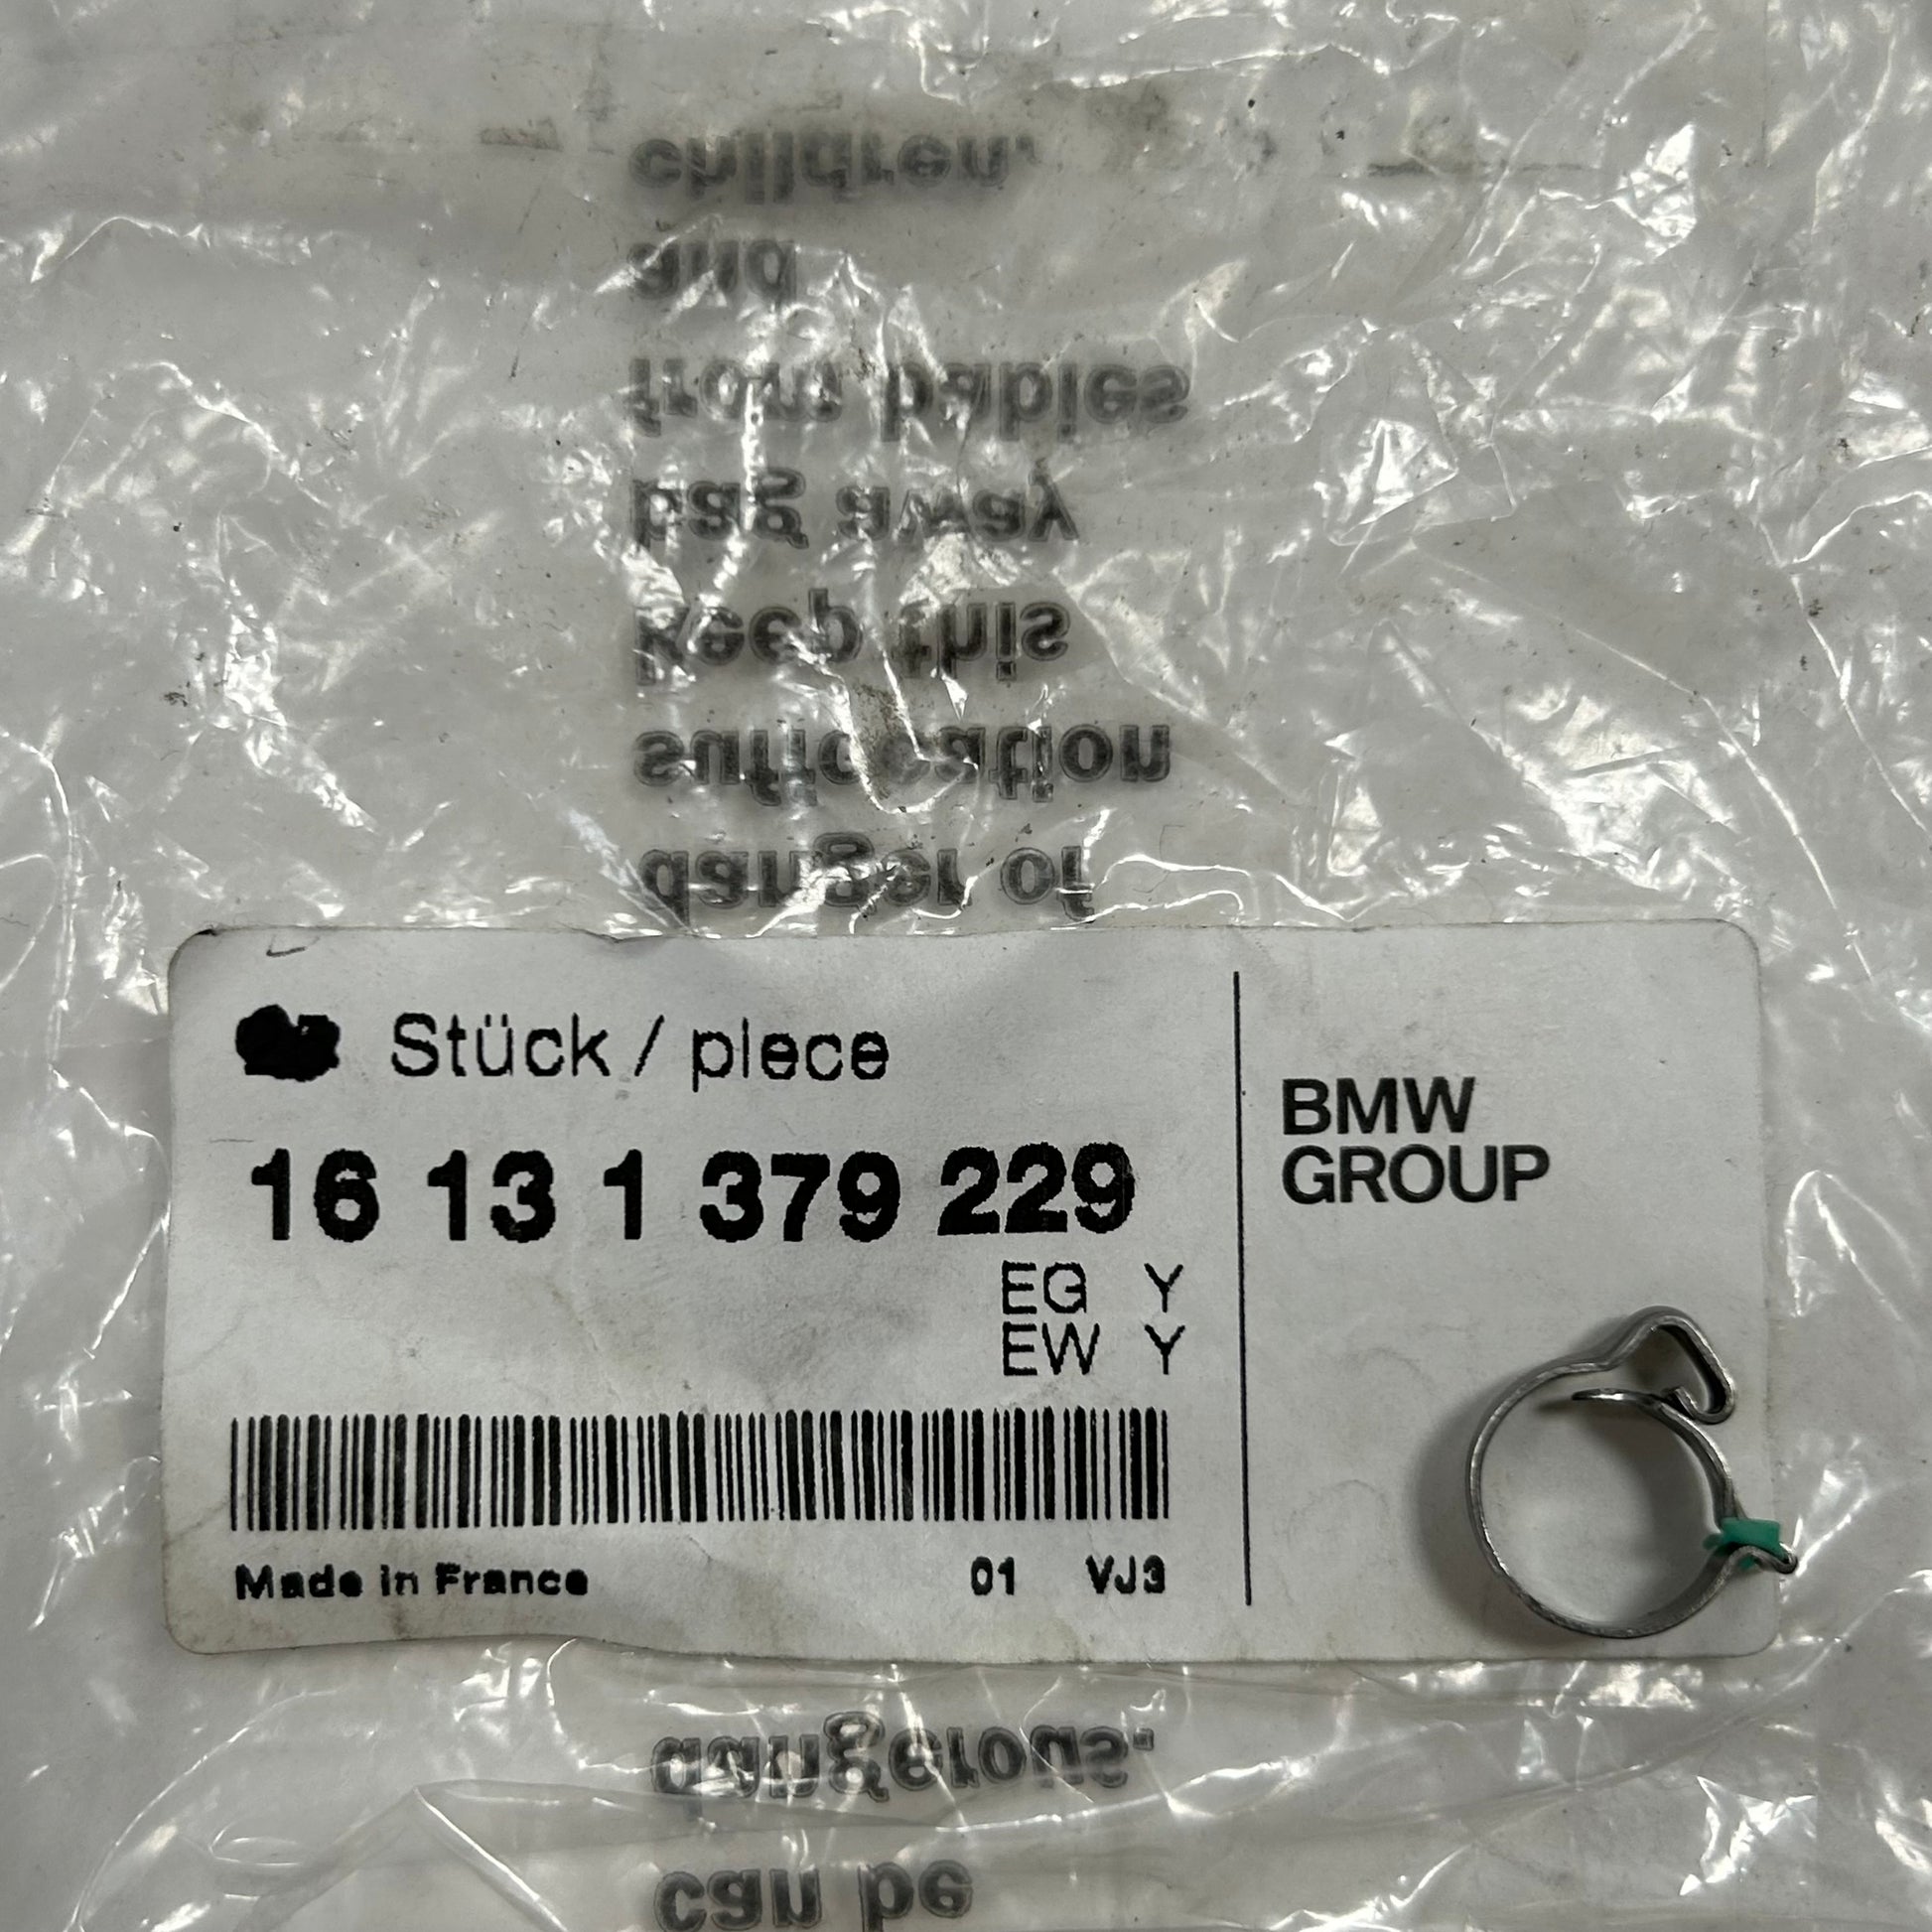 children.
and
from babies
bag away
Keep this
suffocation
danger of
Stück / piece
16 13 1 379 229
EG Y
EW Y
Made in France 01 VJ3
BMW
GROUP
dangerous.
can be